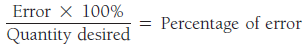 Error × 100%
Quantity desired = Percentage of error